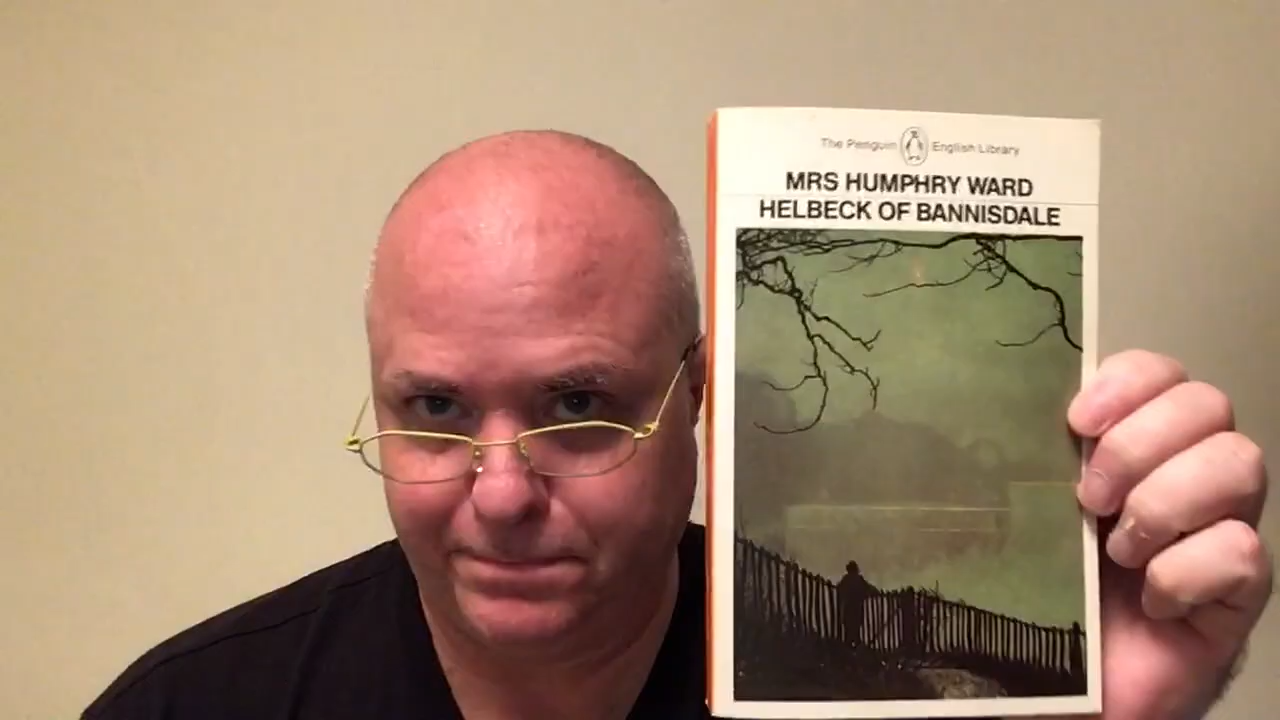 The Penguin English Library
MRS HUMPHRY WARD
HELBECK OF BANNISDALE